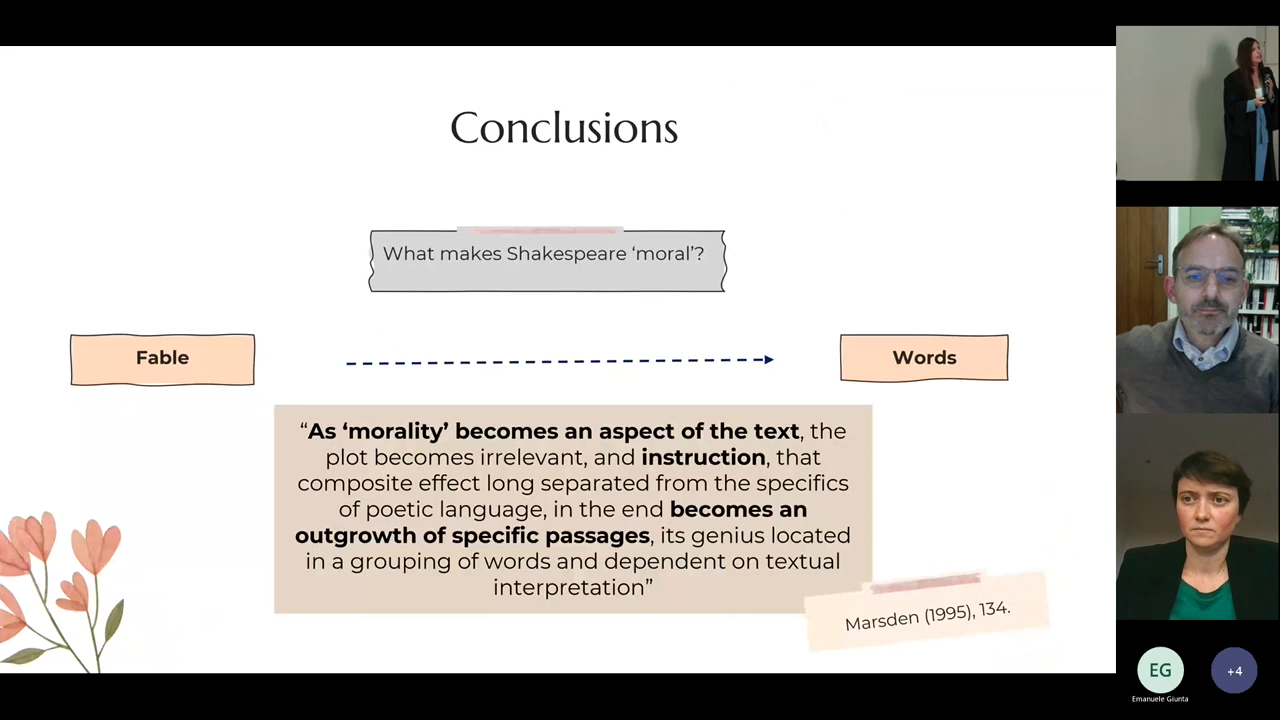 Conclusions
What makes Shakespeare ‘moral’?
Fable
Words
“As ‘morality’ becomes an aspect of the text, the
plot becomes irrelevant, and instruction, that
composite effect long separated from the specifics
of poetic language, in the end becomes an
outgrowth of specific passages, its genius located
in a grouping of words and dependent on textual
interpretation”
Marsden (1995), 134.
EG
+4
Emanuele Giunta